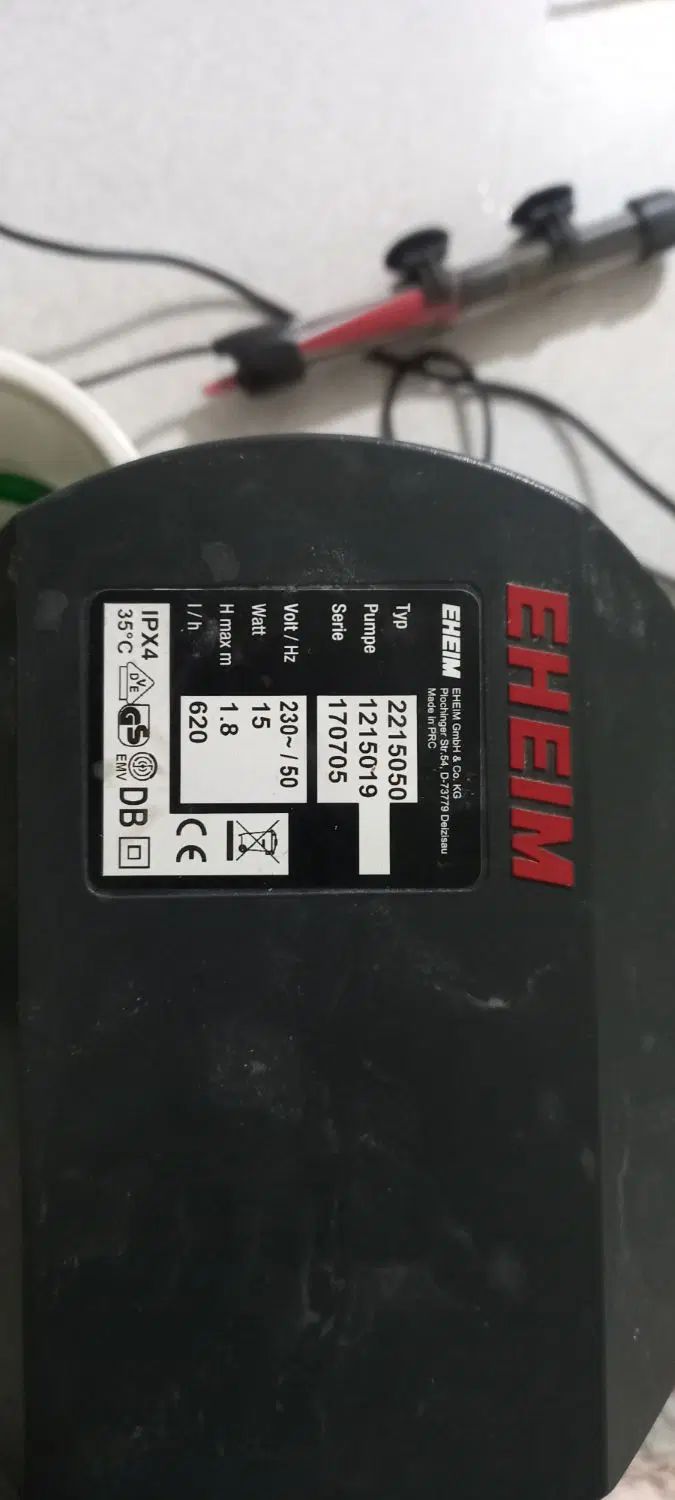 EHEIM
EHEIM EHEIM GmbH & Co. KG
Plochinger Str.54, D-73779 Deizisau
Made in PRC
Typ 2215050
Pumpe 1215019
Serie 170705
Volt / Hz 230~ / 50
Watt 15
H max m 1.8
l / h 620
IPX4
35°C
DVE
GS
EMV
DB
CE